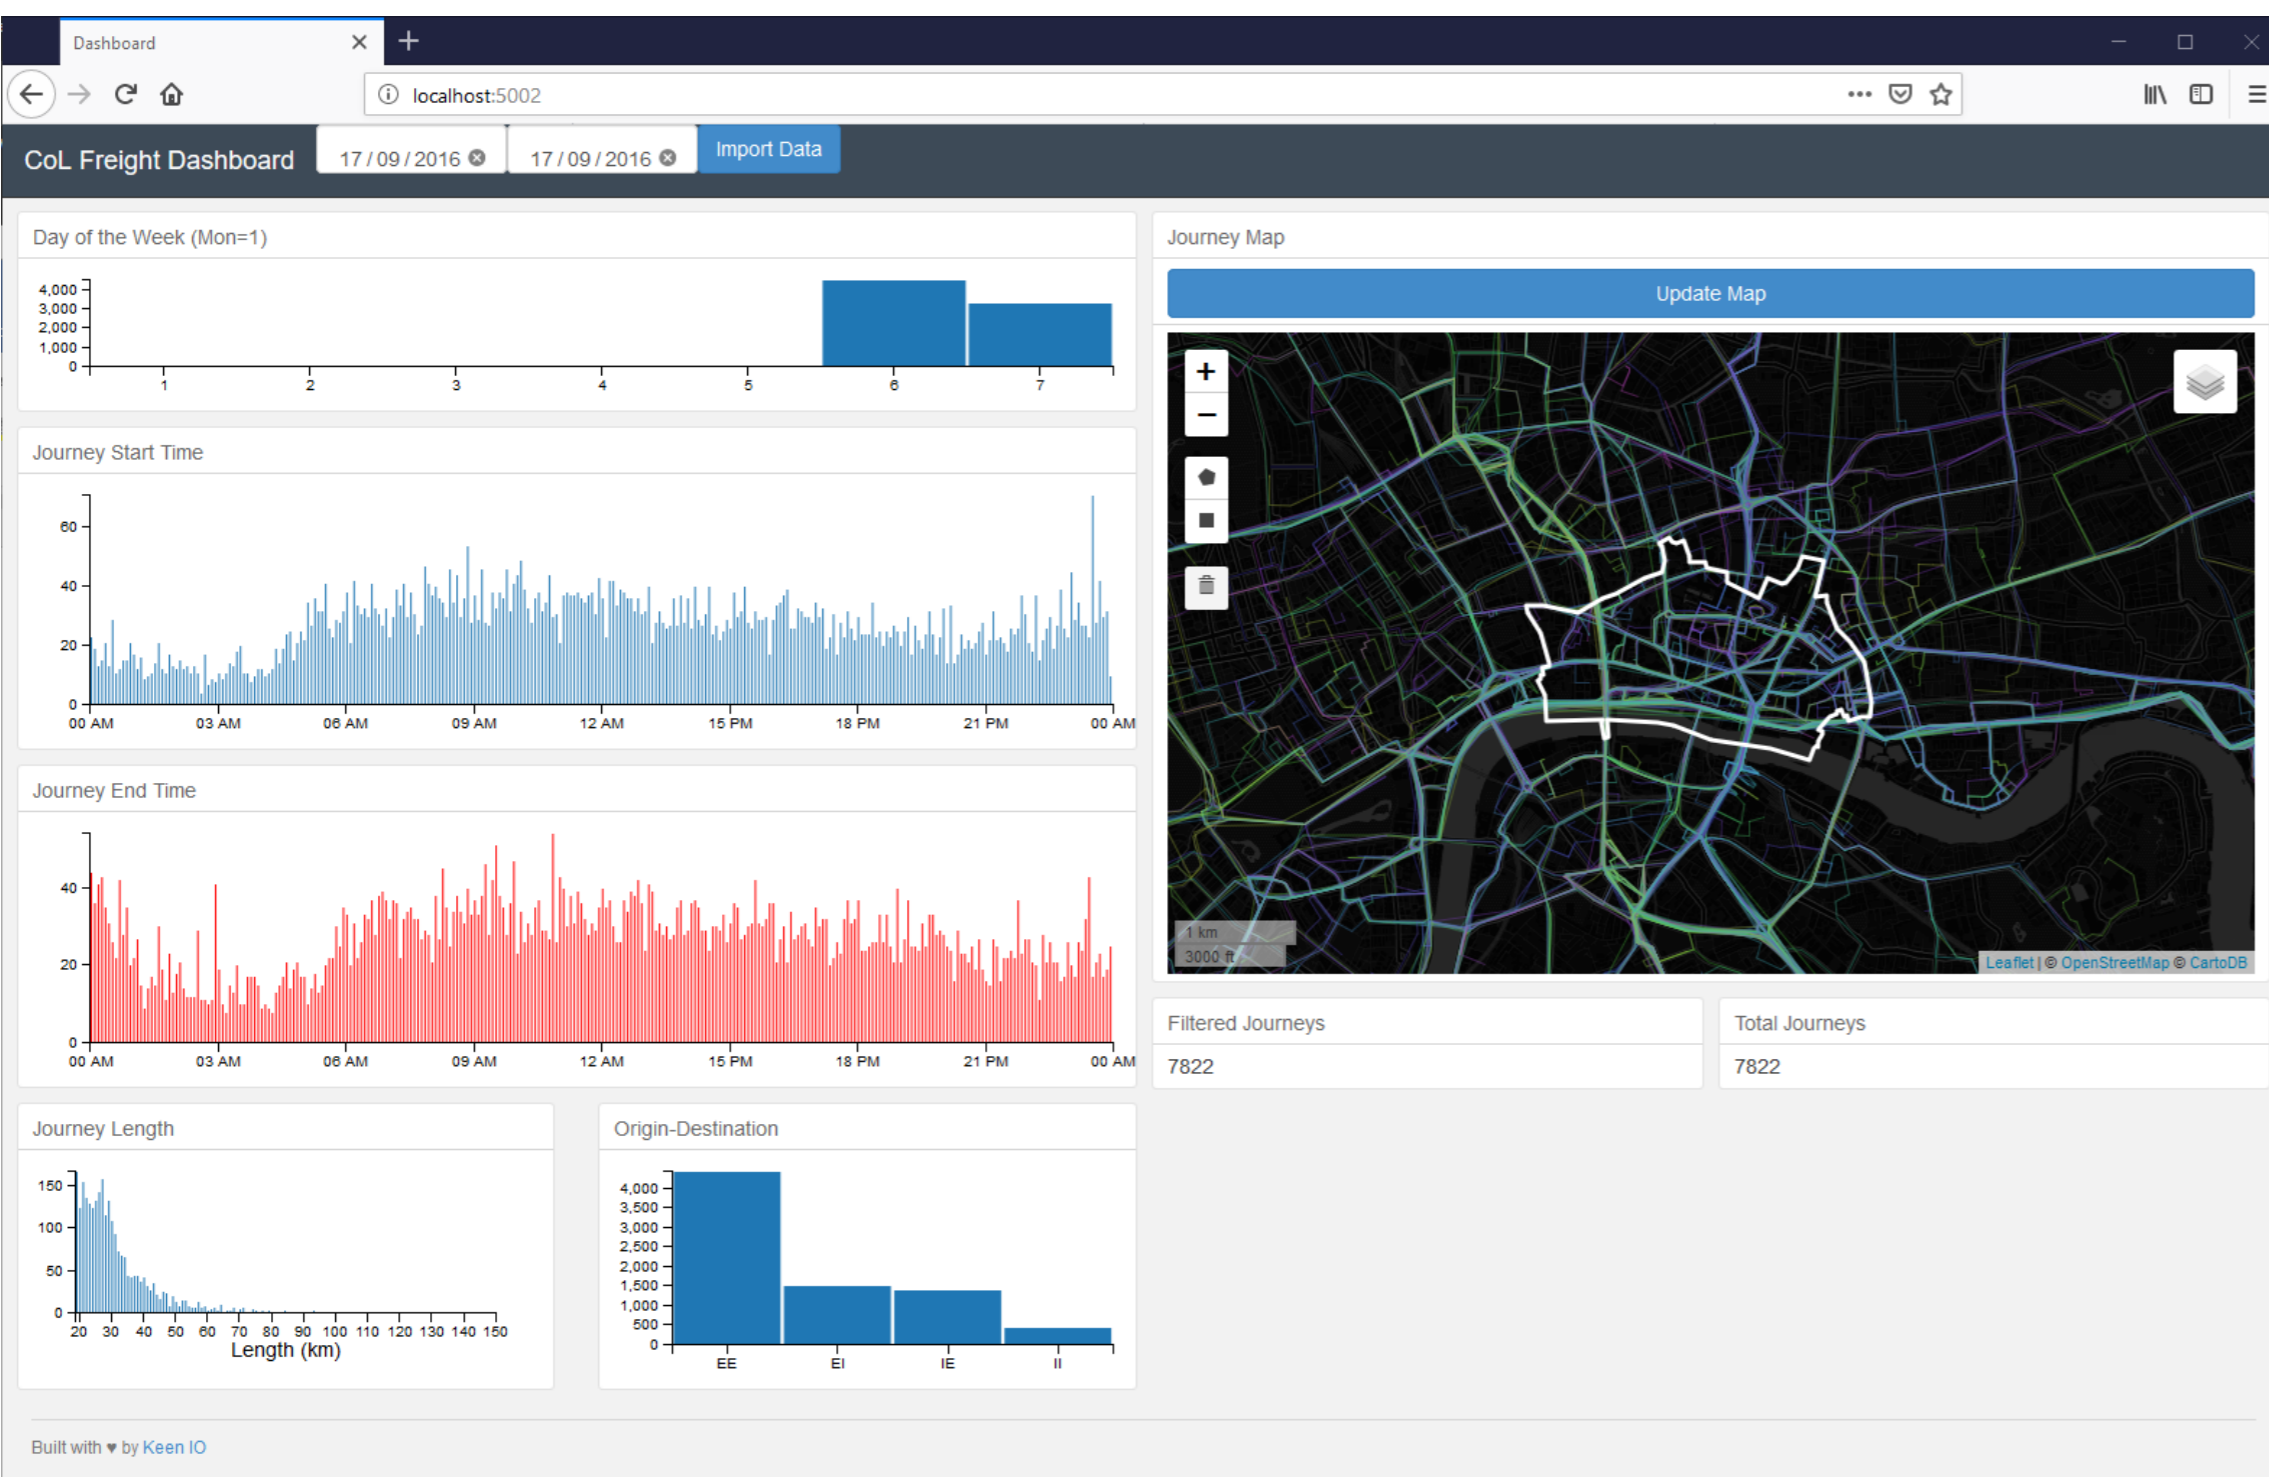 Dashboard
localhost:5002
CoL Freight Dashboard 17 / 09 / 2016 17 / 09 / 2016 Import Data
Day of the Week (Mon=1)
4,000
3,000
2,000
1,000
0
1 2 3 4 5 6 7
Journey Start Time
60
40
20
0
00 AM 03 AM 06 AM 09 AM 12 AM 15 PM 18 PM 21 PM 00 AM
Journey End Time
40
20
0
00 AM 03 AM 06 AM 09 AM 12 AM 15 PM 18 PM 21 PM 00 AM
Journey Length
150
100
50
0
20 30 40 50 60 70 80 90 100 110 120 130 140 150
Length (km)
Origin-Destination
4,000
3,500
3,000
2,500
2,000
1,500
1,000
500
0
EE EI IE II
Journey Map
Update Map
+
−
1 km
3000 ft
Leaflet | © OpenStreetMap © CartoDB
Filtered Journeys
7822
Total Journeys
7822
Built with ♥ by Keen IO